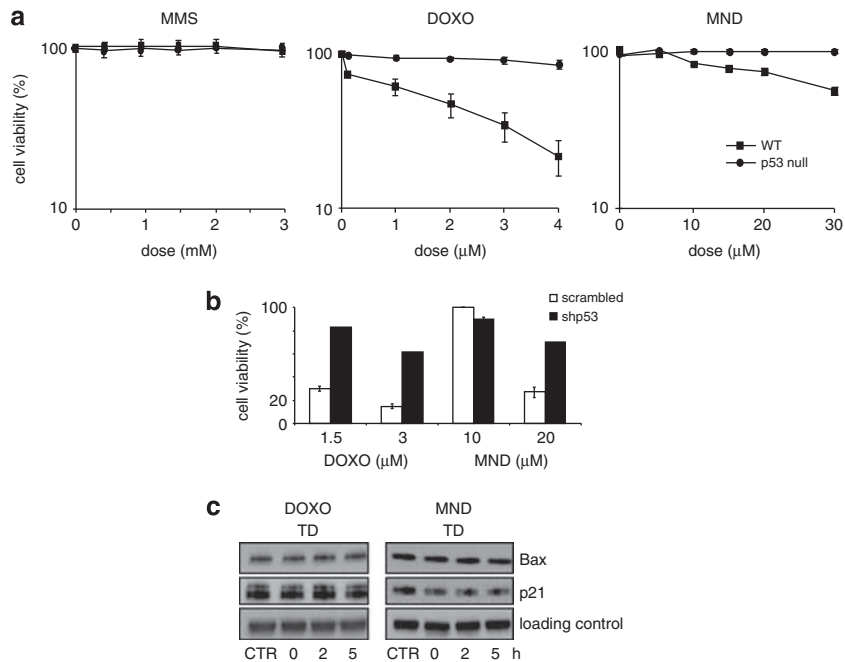 a
MMS
DOXO
MND
cell viability (%)
100
10
0 1 2 3
dose (mM)
100
10
0 1 2 3 4
dose (μM)
100
10
0 10 20 30
dose (μM)
WT
p53 null
b
cell viability (%)
100
20
0
scrambled
shp53
1.5 3 10 20
DOXO (μM) MND (μM)
c
DOXO MND
TD TD
Bax
p21
loading control
CTR 0 2 5 CTR 0 2 5 h